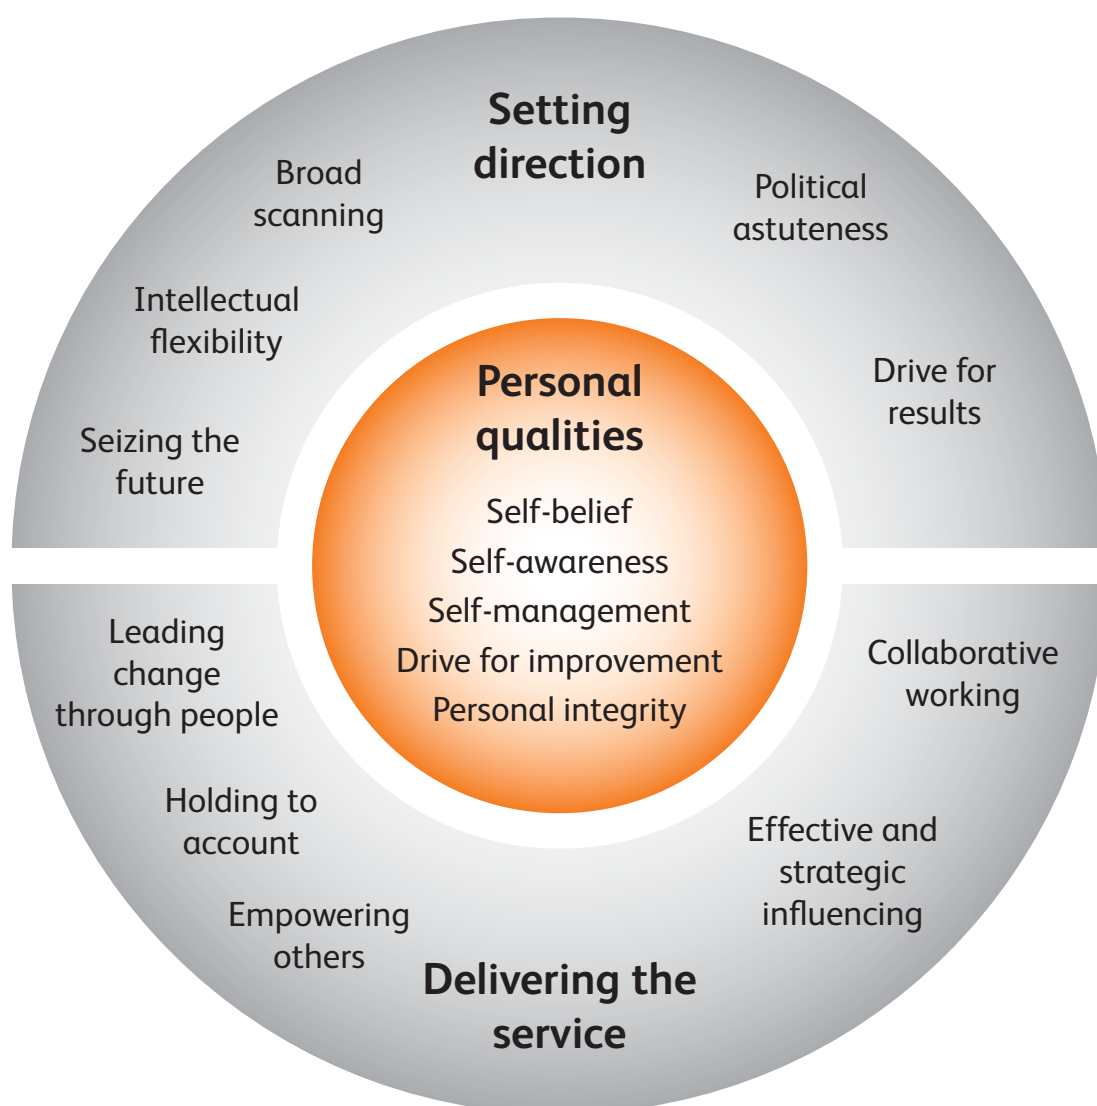 Setting
direction
Broad
scanning
Political
astuteness
Intellectual
flexibility
Drive for
results
Seizing the
future
Personal
qualities
Self-belief
Self-awareness
Self-management
Drive for improvement
Personal integrity
Leading
change
through people
Collaborative
working
Holding to
account
Effective and
strategic
influencing
Empowering
others
Delivering the
service